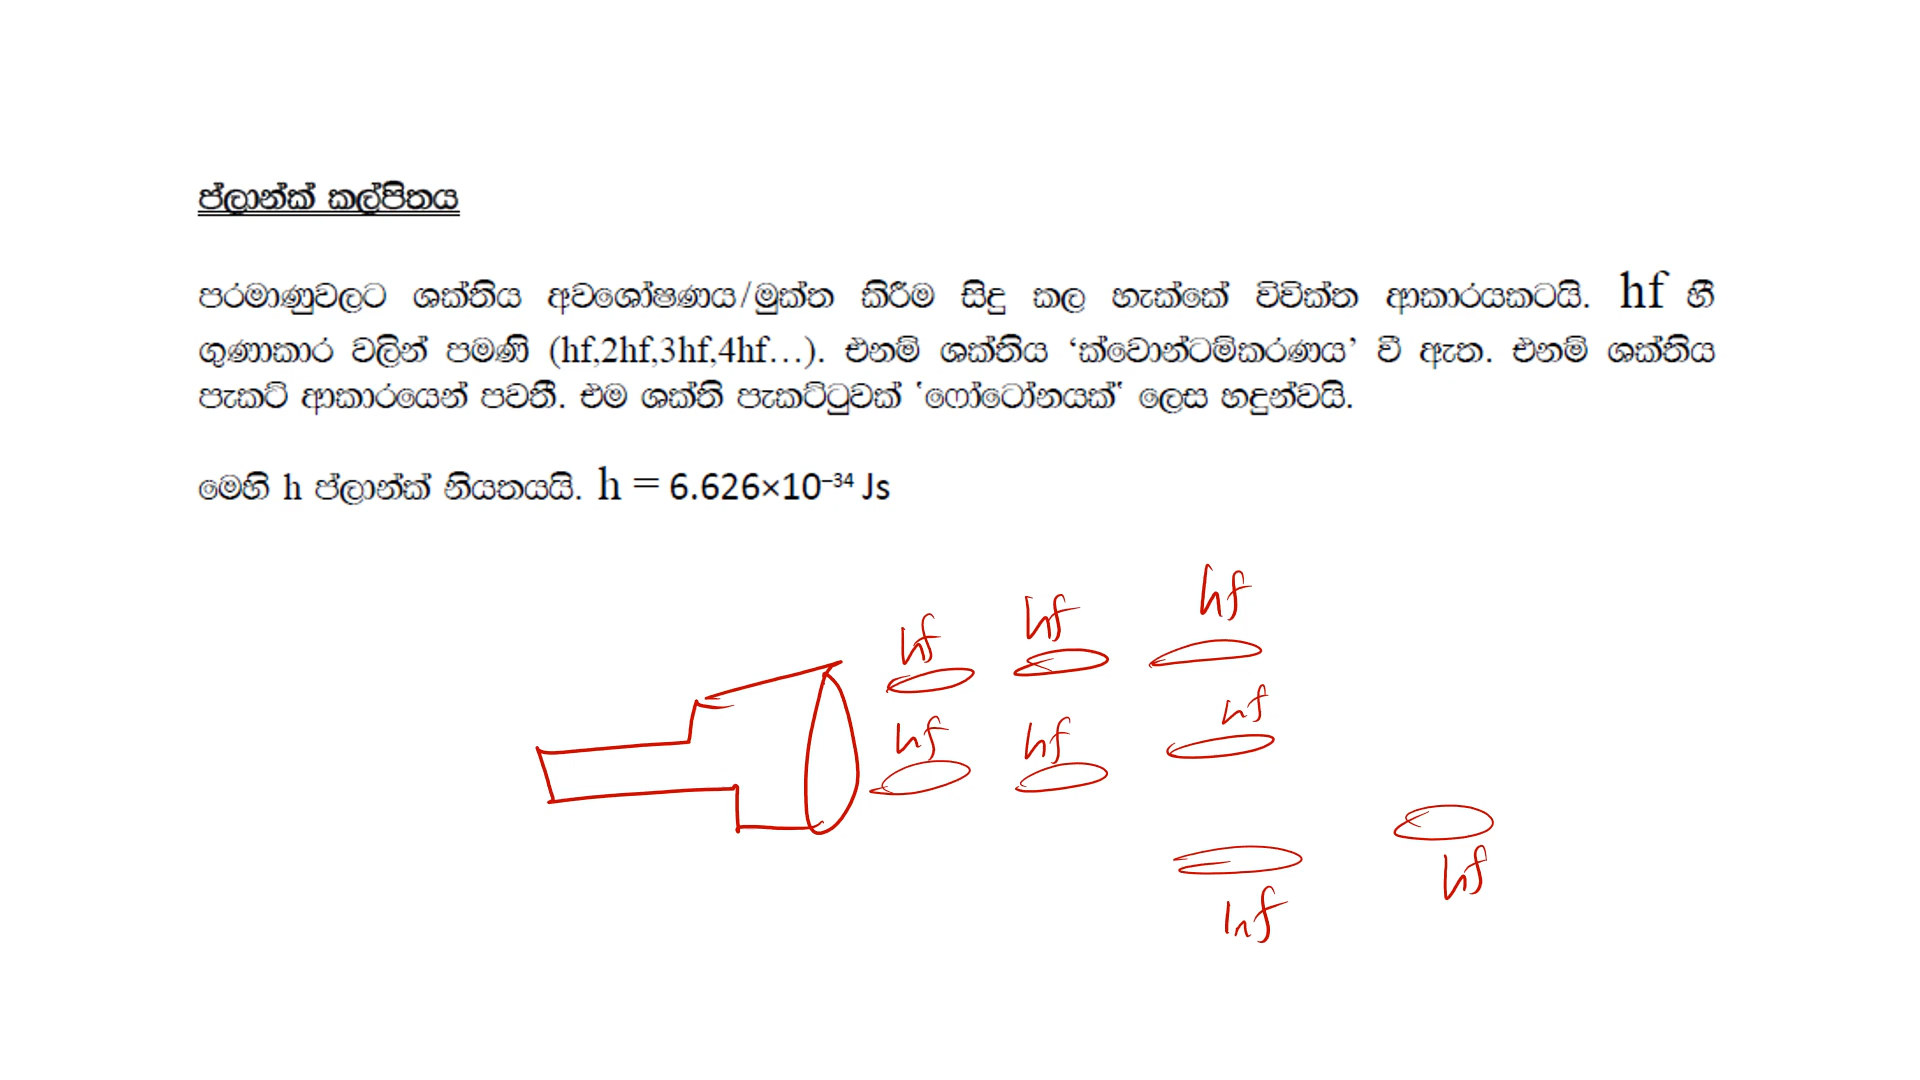 ප්ලාන්ක් කල්පිතය
පරමාණුවලට ශක්තිය අවශෝෂණය/මුක්ත කිරීම සිදු කල හැක්කේ විවික්ත ආකාරයකටයි. hf හී
ගුණාකාර වලින් පමණි (hf,2hf,3hf,4hf…). එනම් ශක්තිය ‘ක්වොන්ටම්කරණය’ වී ඇත. එනම් ශක්තිය
පැකට් ආකාරයෙන් පවතී. එම ශක්ති පැකට්ටුවක් ‛ෆෝටෝනයක්‛ ලෙස හඳුන්වයි.
මෙහි h ප්ලාන්ක් නියතයයි. h = 6.626×10⁻³⁴ Js
hf hf hf
hf hf hf
hf
hf